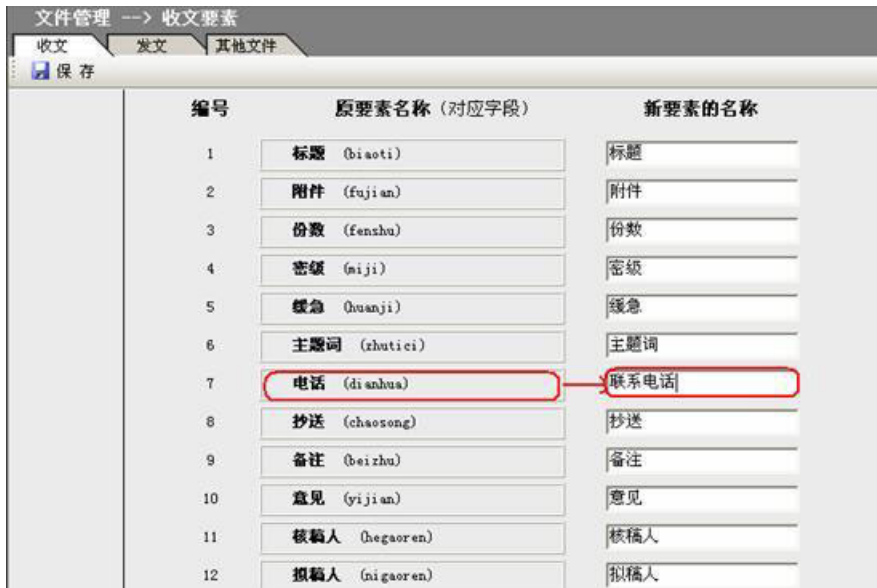 文件管理 --> 收文要素
收文 发文 其他文件
保存
编号 原要素名称（对应字段） 新要素的名称
1 标题 (biaoti) 标题
2 附件 (fujian) 附件
3 份数 (fenshu) 份数
4 密级 (miji) 密级
5 缓急 (huanji) 缓急
6 主题词 (zhutici) 主题词
7 电话 (dianhua) 联系电话
8 抄送 (chaosong) 抄送
9 备注 (beizhu) 备注
10 意见 (yijian) 意见
11 核稿人 (hegaoren) 核稿人
12 拟稿人 (nigaoren) 拟稿人